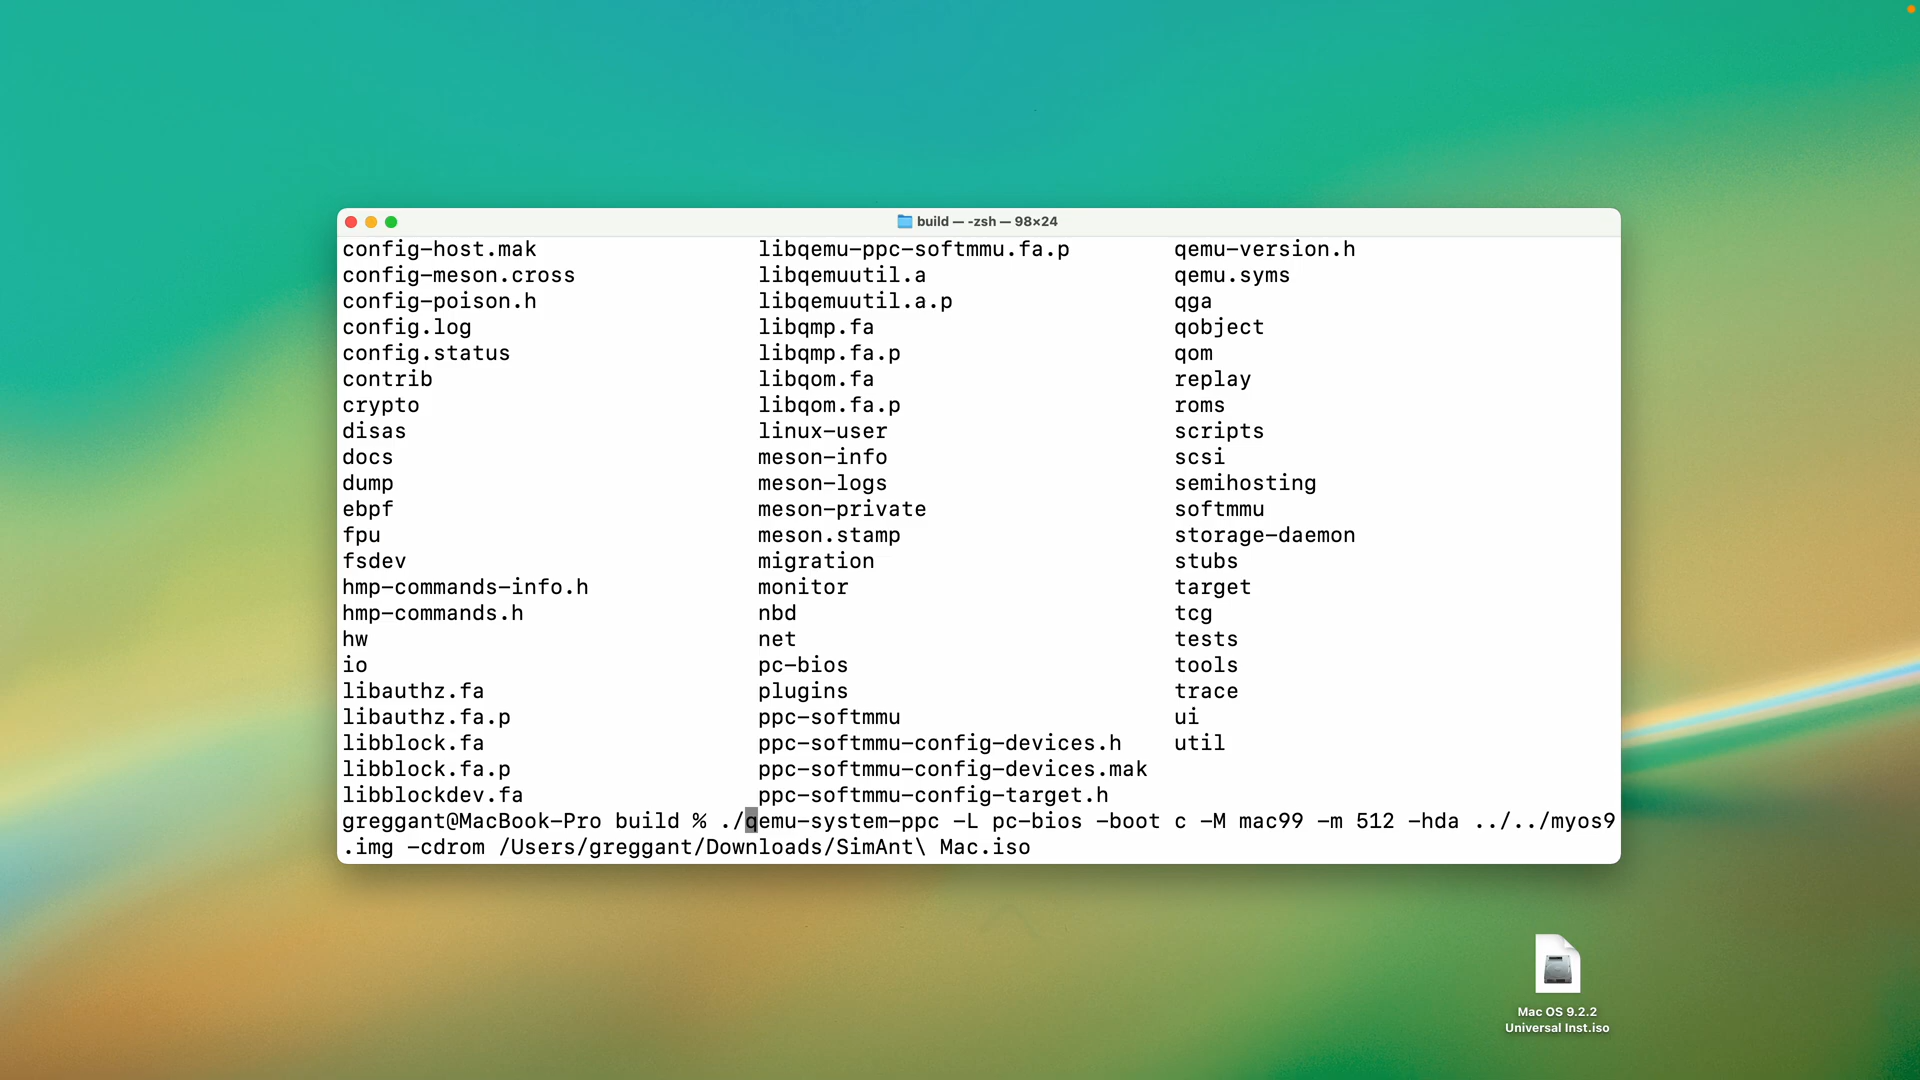 build — -zsh — 98×24
config-host.mak libqemu-ppc-softmmu.fa.p qemu-version.h
config-meson.cross libqemuutil.a qemu.syms
config-poison.h libqemuutil.a.p qga
config.log libqmp.fa qobject
config.status libqmp.fa.p qom
contrib libqom.fa replay
crypto libqom.fa.p roms
disas linux-user scripts
docs meson-info scsi
dump meson-logs semihosting
ebpf meson-private softmmu
fpu meson.stamp storage-daemon
fsdev migration stubs
hmp-commands-info.h monitor target
hmp-commands.h nbd tcg
hw net tests
io pc-bios tools
libauthz.fa plugins trace
libauthz.fa.p ppc-softmmu ui
libblock.fa ppc-softmmu-config-devices.h util
libblock.fa.p ppc-softmmu-config-devices.mak
libblockdev.fa ppc-softmmu-config-target.h
greggant@MacBook-Pro build % ./qemu-system-ppc -L pc-bios -boot c -M mac99 -m 512 -hda ../../myos9
.img -cdrom /Users/greggant/Downloads/SimAnt\ Mac.iso
Mac OS 9.2.2
Universal Inst.iso